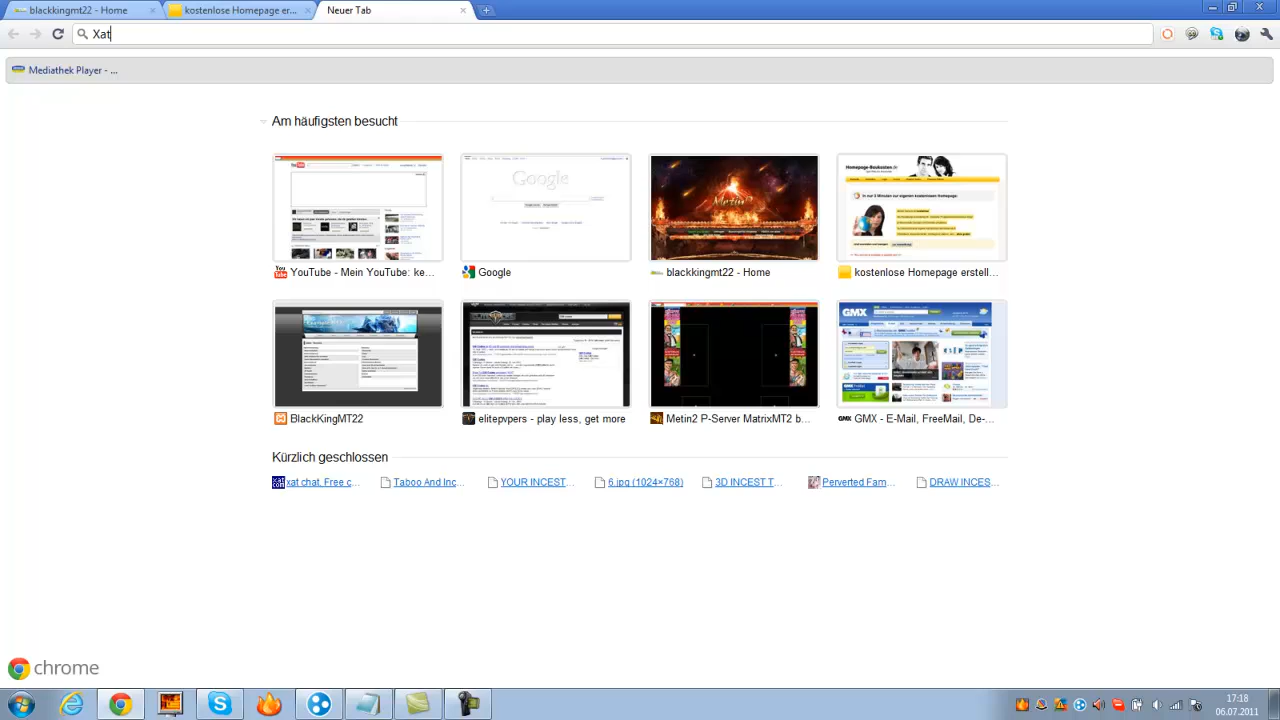 blackkingmt22 - Home
kostenlose Homepage er...
Neuer Tab
Xat
Mediathek Player - ...
Am häufigsten besucht
Google
YouTube - Mein YouTube: ke...
Google
blackkingmt22 - Home
kostenlose Homepage erstell...
GMX
BlackKingMT22
elitepvpers - play less, get more
Metin2 P-Server MatrixMT2 b...
GMX - E-Mail, FreeMail, De-...
Kürzlich geschlossen
xat chat, Free c...
Taboo And Inc...
YOUR INCEST...
6.jpg (1024×768)
3D INCEST T...
Perverted Fam...
DRAW INCES...
chrome
17:18
06.07.2011